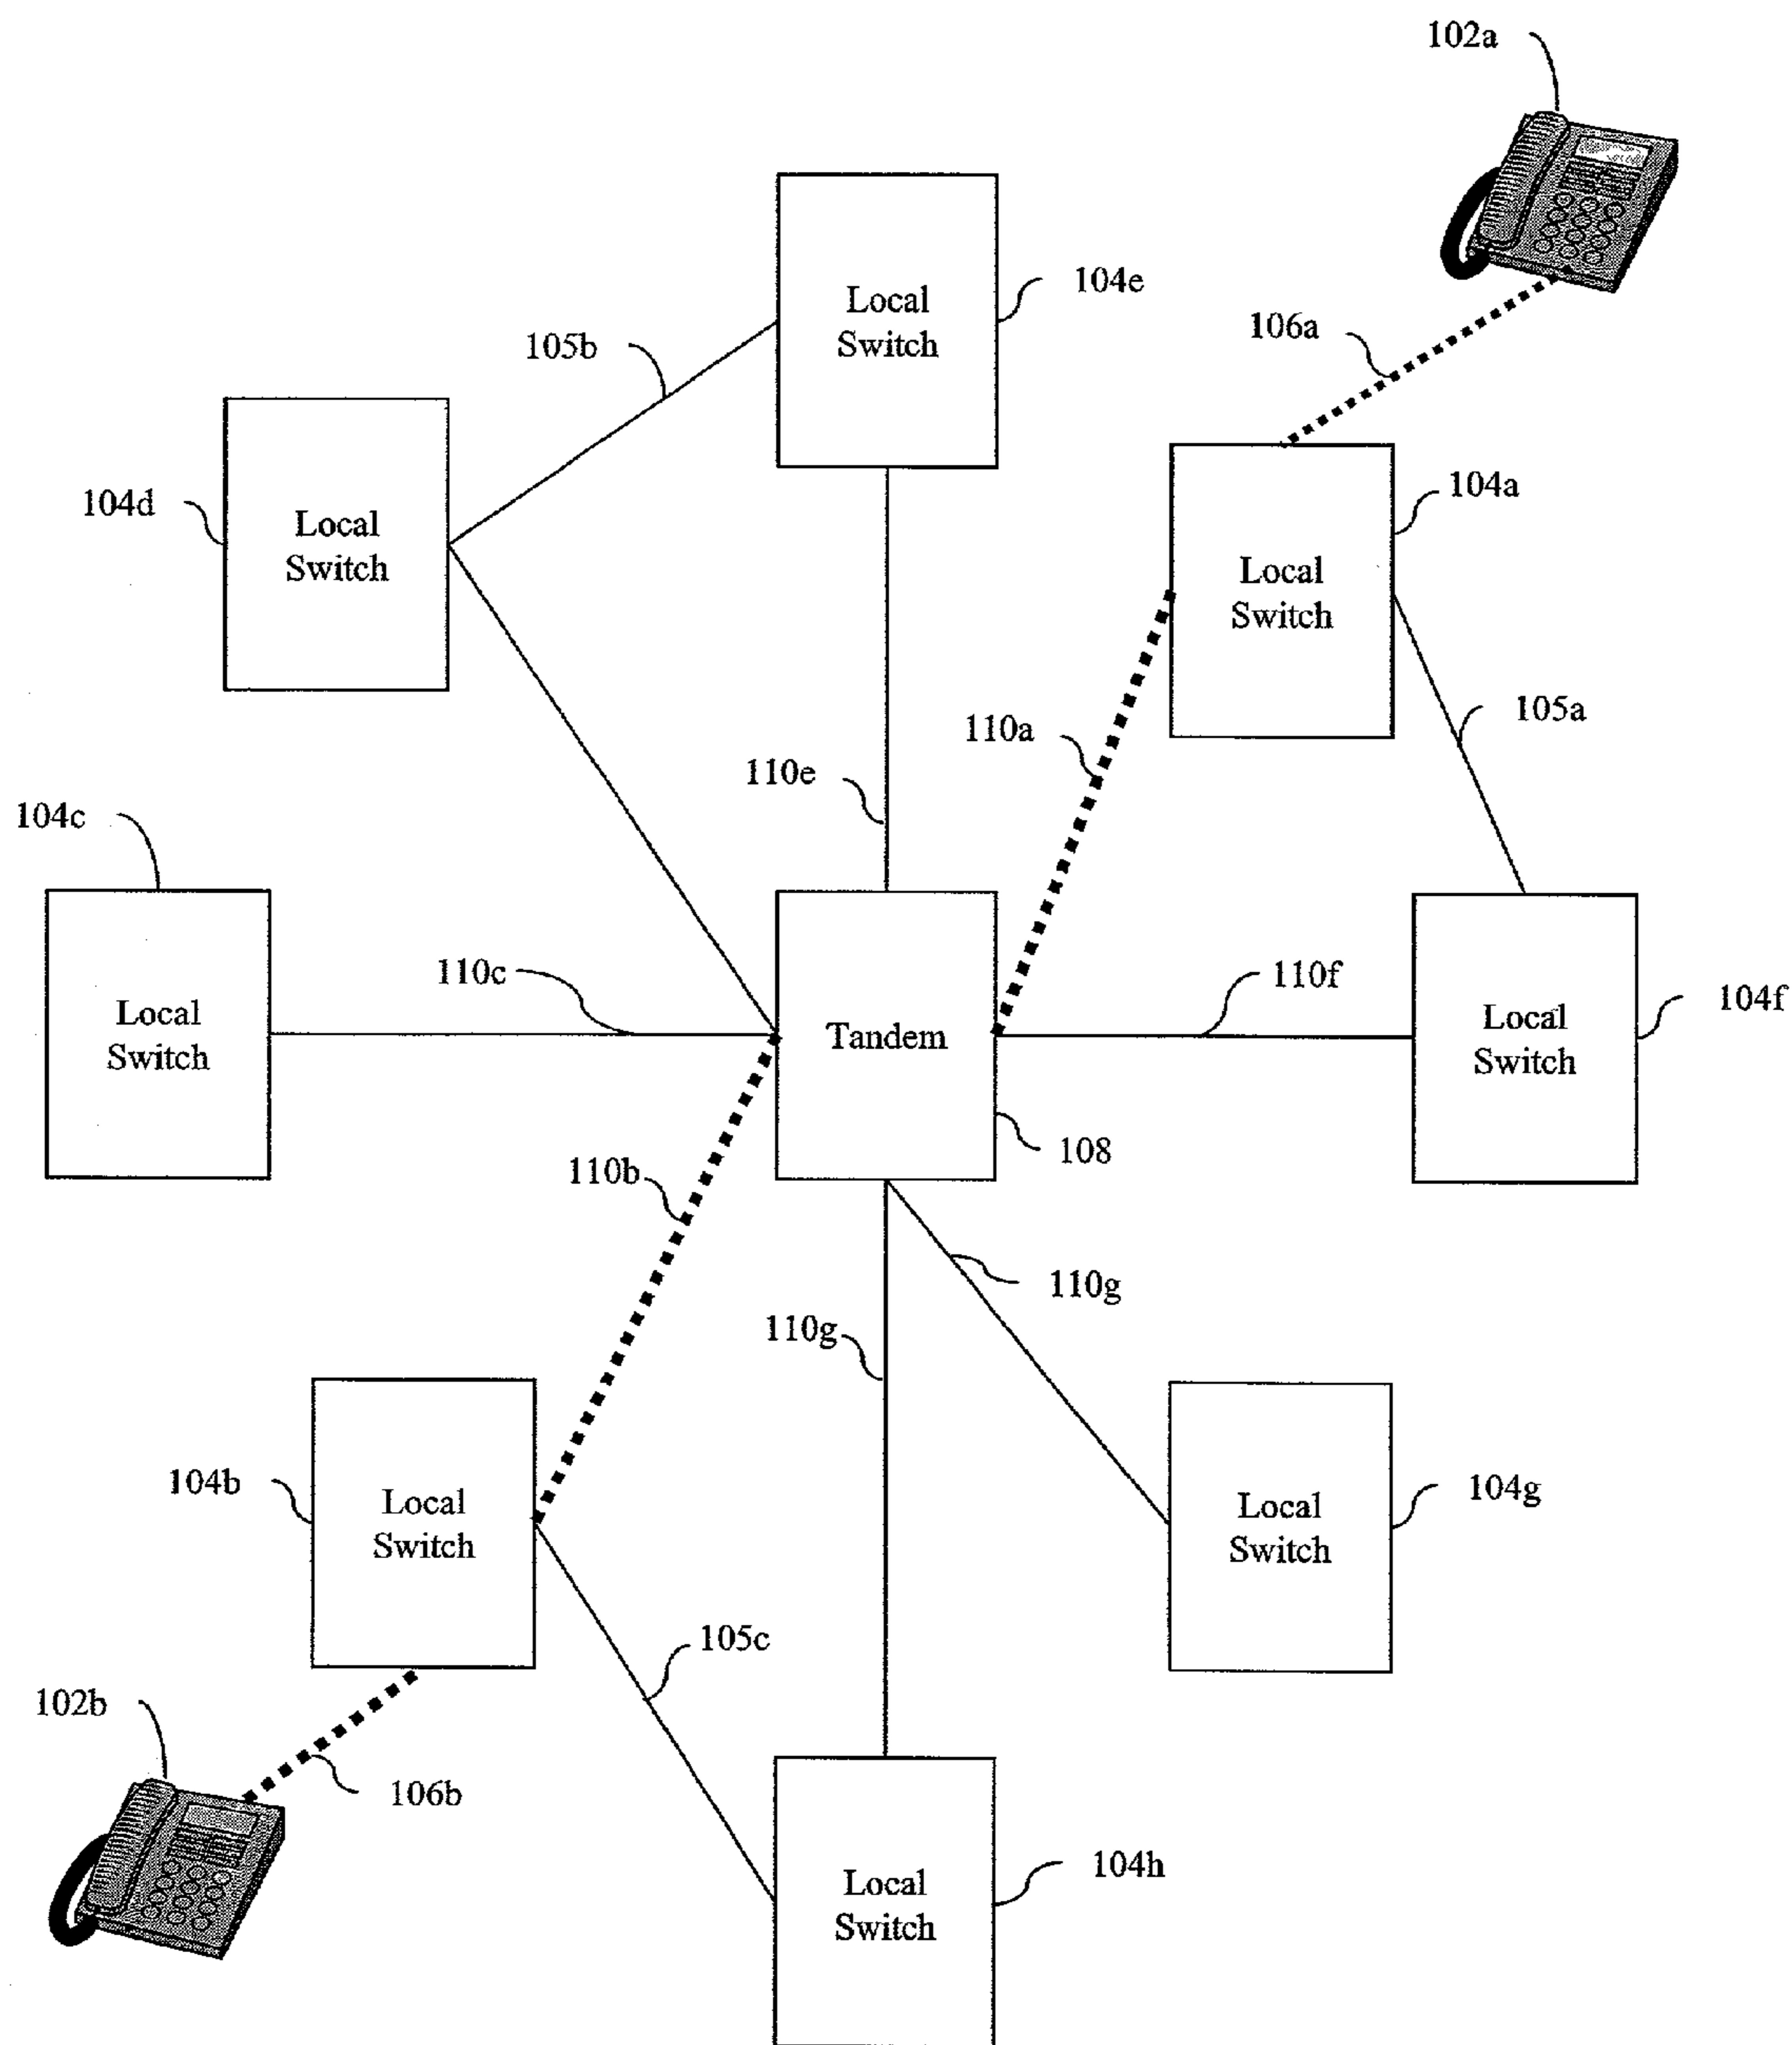 102a
104e
Local
Switch
106a
105b
104a
104d
Local
Switch
Local
Switch
105a
110a
110e
104c
110c
110f
104f
Local
Switch
Tandem
Local
Switch
108
110b
110g
110g
104b
Local
Switch
104g
Local
Switch
105c
102b
106b
104h
Local
Switch